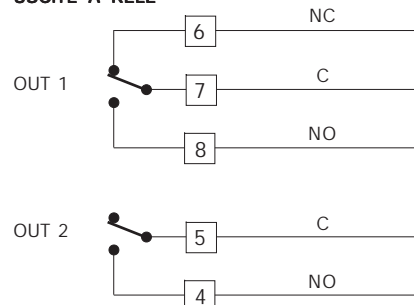 USCITE A RELE'
6 NC
OUT 1 7 C
8 NO
OUT 2 5 C
4 NO